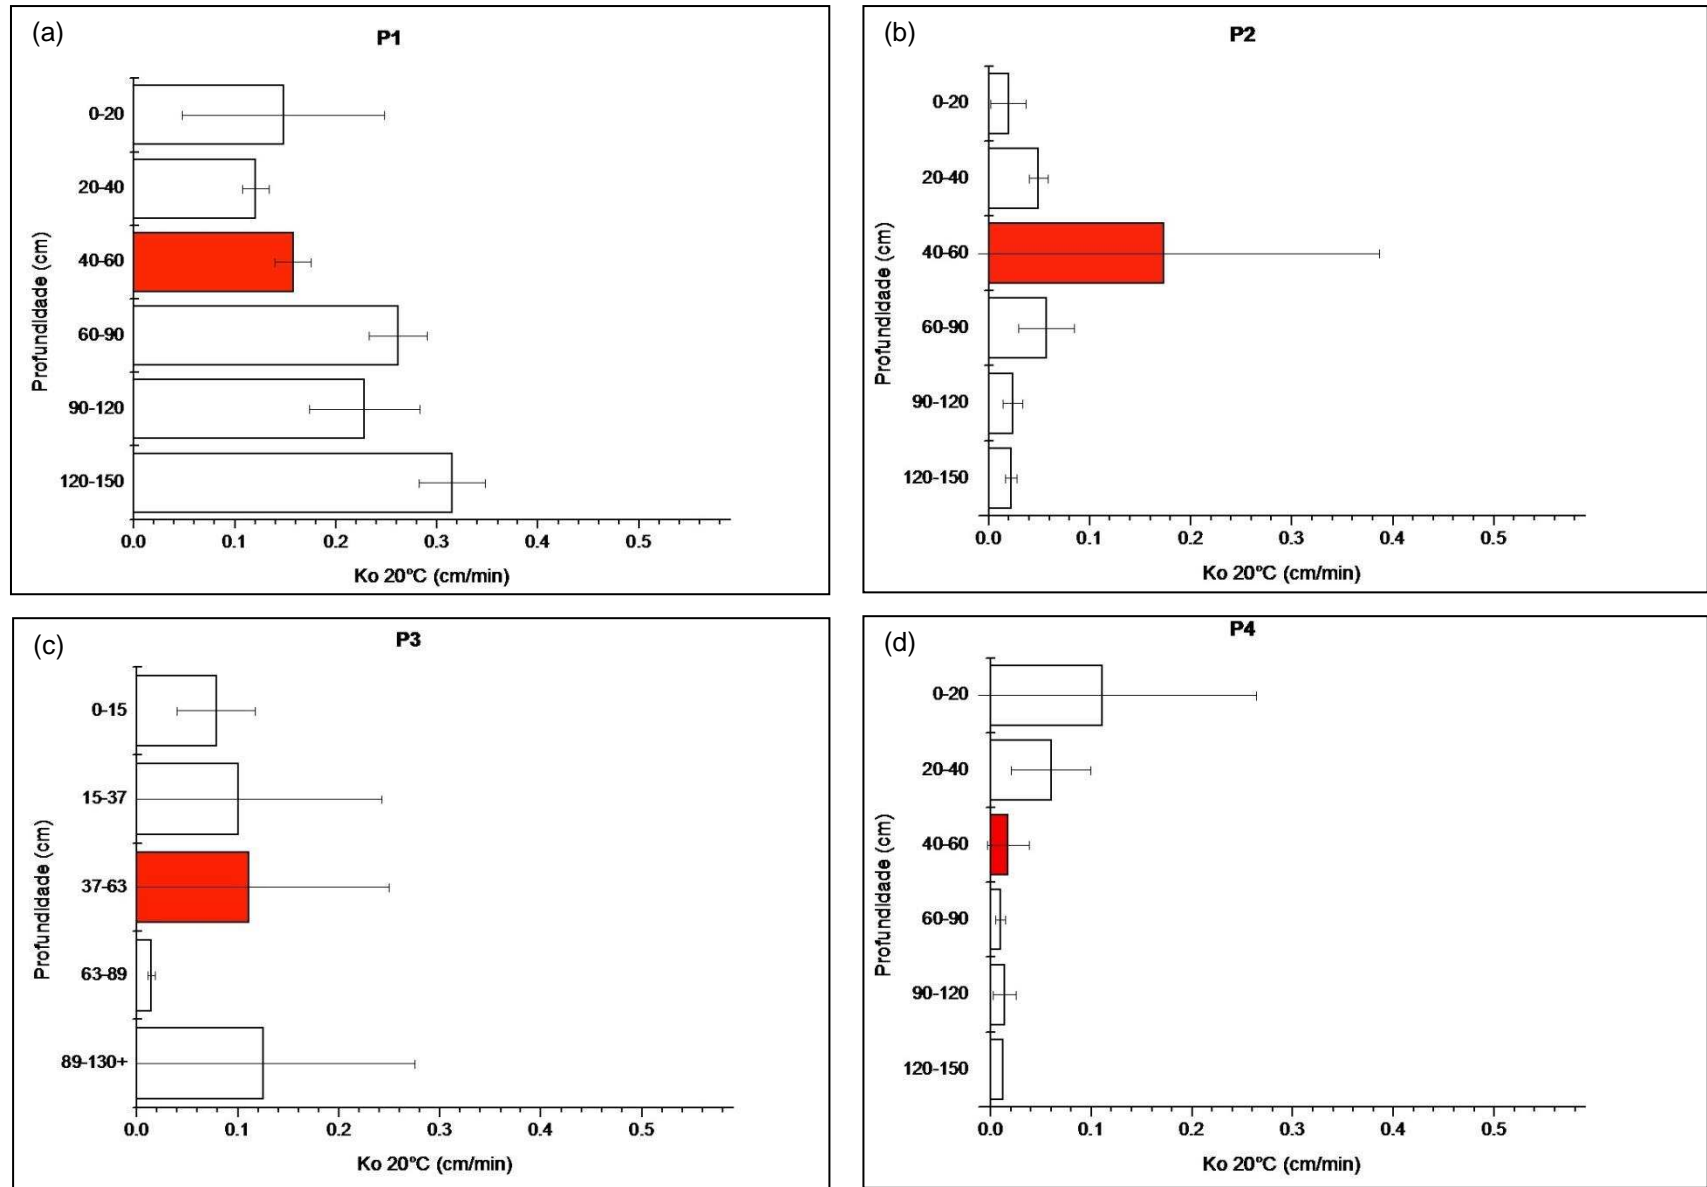 (a)
P1
Profundidade (cm)
0-20
20-40
40-60
60-90
90-120
120-150
0.0 0.1 0.2 0.3 0.4 0.5
Ko 20°C (cm/min)
(b)
P2
Profundidade (cm)
0-20
20-40
40-60
60-90
90-120
120-150
0.0 0.1 0.2 0.3 0.4 0.5
Ko 20°C (cm/min)
(c)
P3
Profundidade (cm)
0-15
15-37
37-63
63-89
89-130+
0.0 0.1 0.2 0.3 0.4 0.5
Ko 20°C (cm/min)
(d)
P4
Profundidade (cm)
0-20
20-40
40-60
60-90
90-120
120-150
0.0 0.1 0.2 0.3 0.4 0.5
Ko 20°C (cm/min)